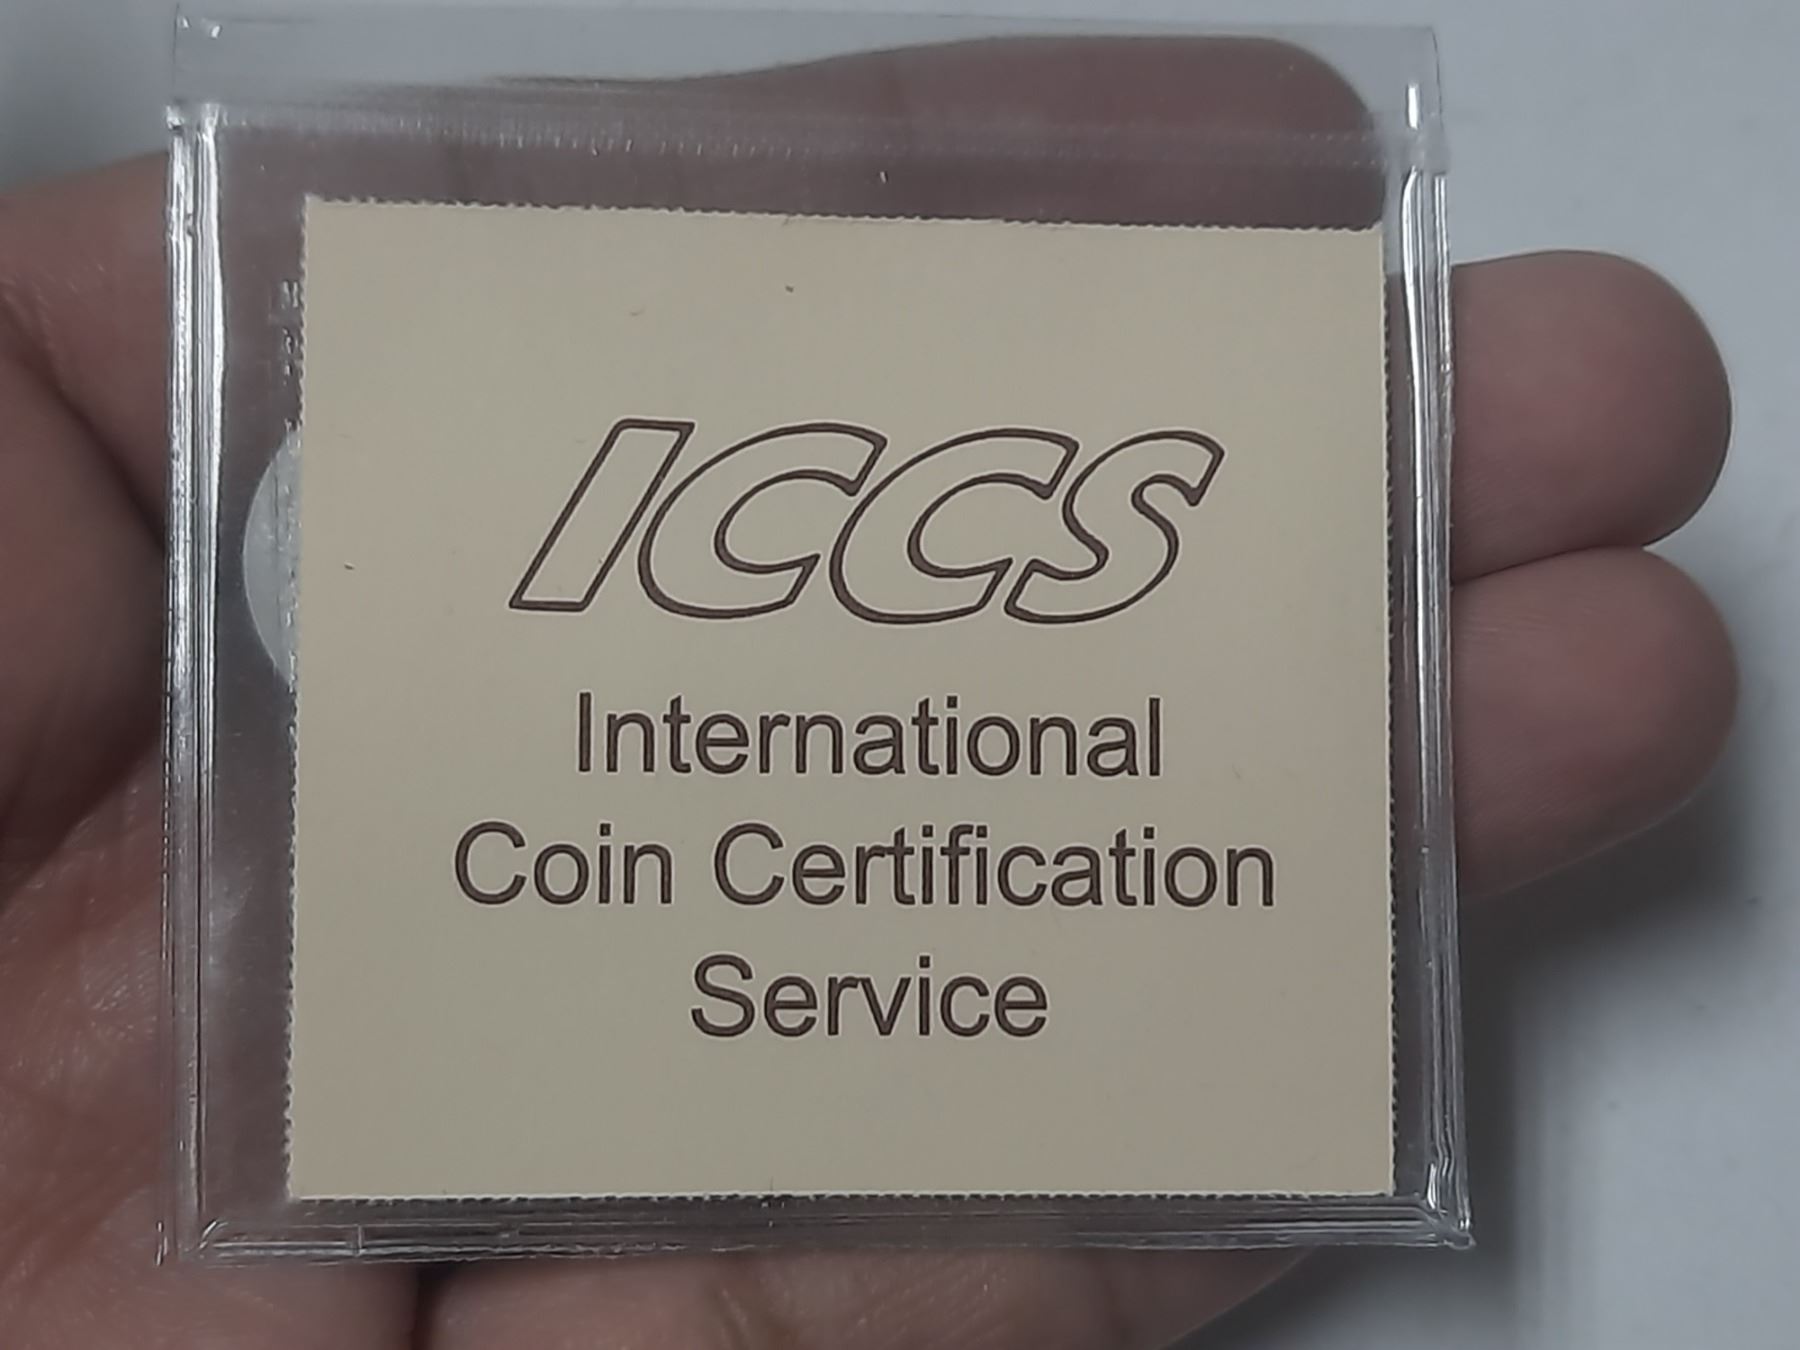 ICCS
International
Coin Certification
Service